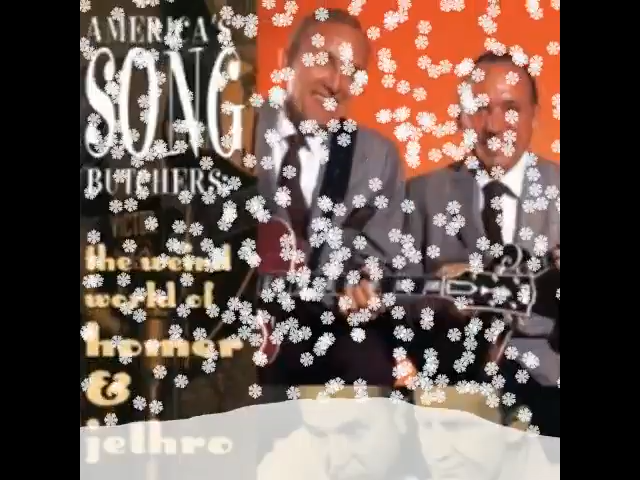 AMERICA'S
SONG
BUTCHERS:
the weird
world of
homer
&
jethro